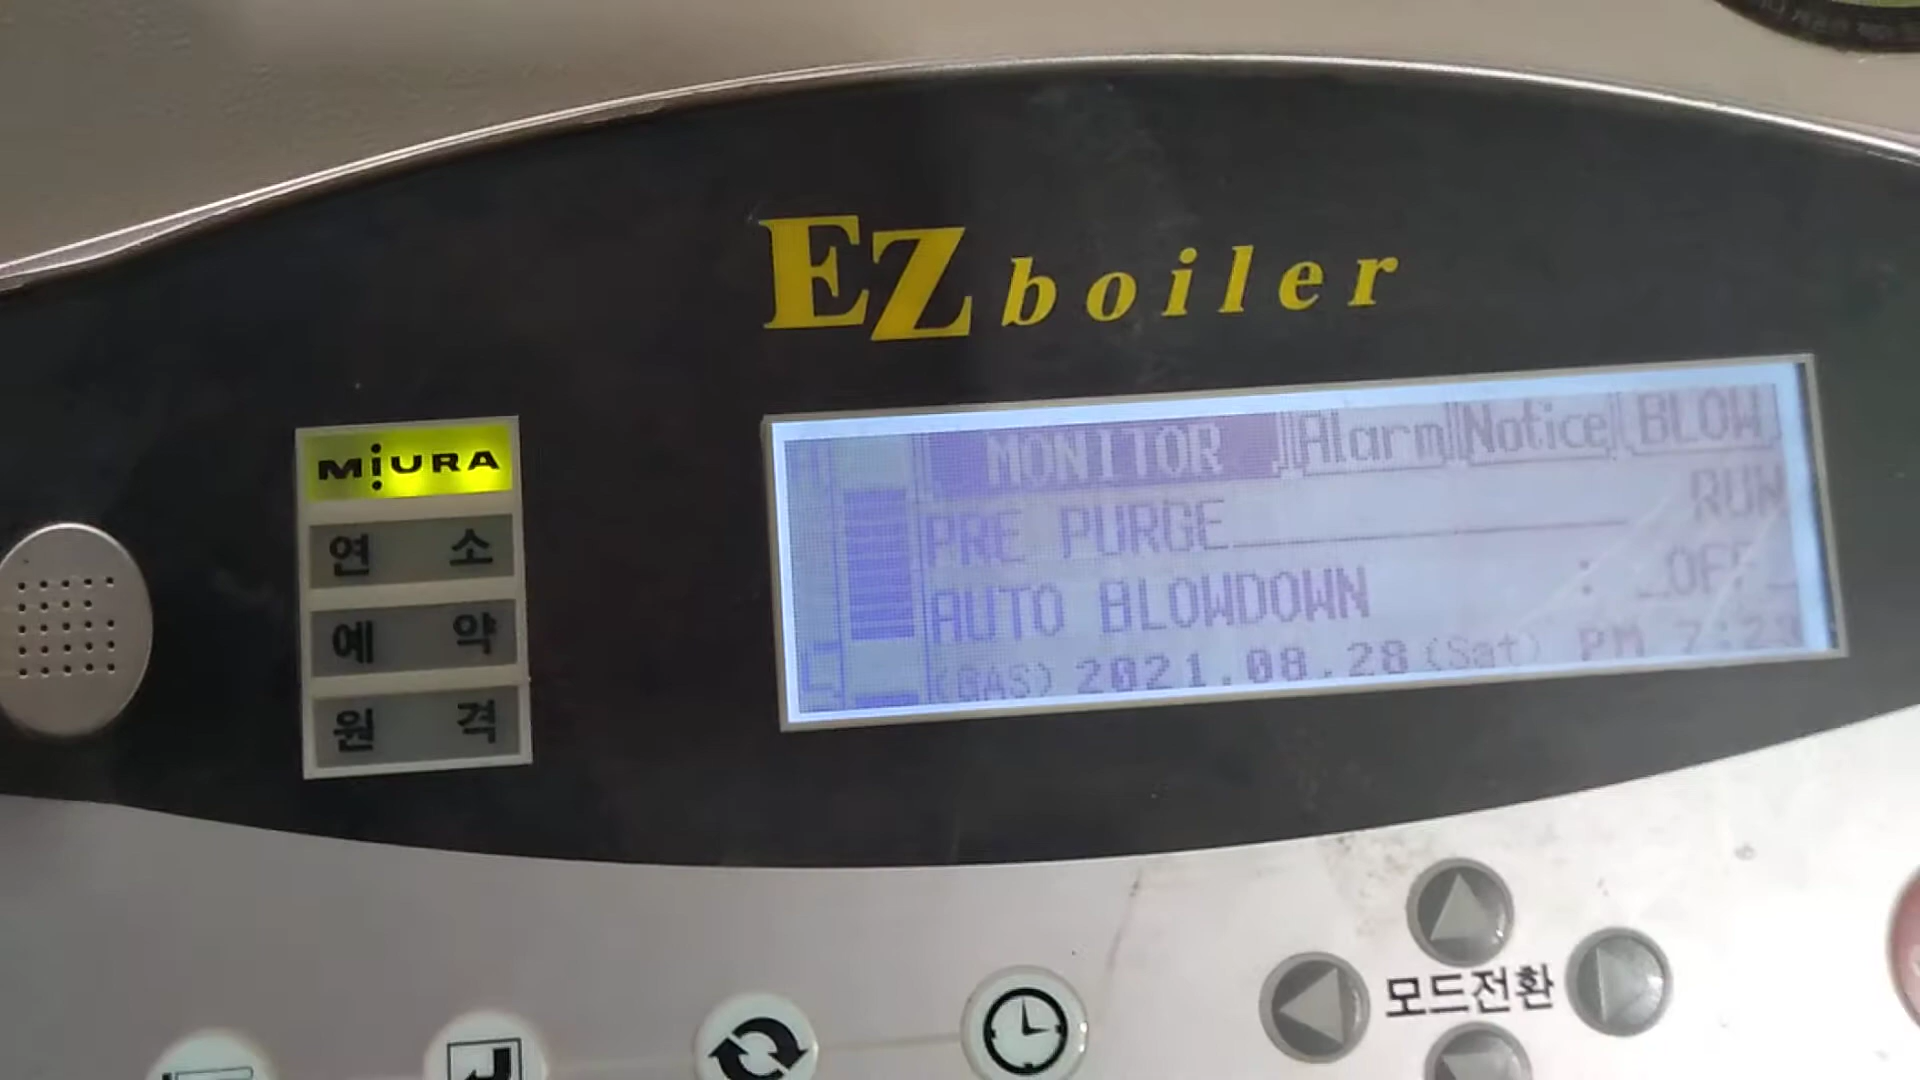 EZ boiler
MiURA
연 소
예 약
원 격
MONITOR Alarm Notice BLOW
PRE PURGE RUN
AUTO BLOWDOWN : OFF
(GAS) 2021.08.28 (Sat) PM 7:23
모드전환